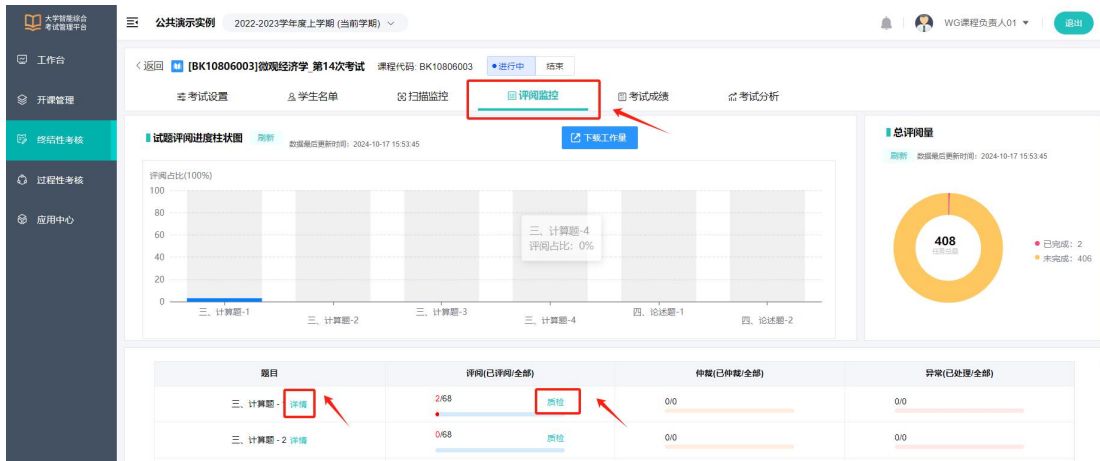 大学智能综合
考试管理平台
公共演示实例 2022-2023学年度上学期 (当前学期)
WG课程负责人01 退出
工作台
开课管理
终结性考核
过程性考核
应用中心
返回 [BK10806003]微观经济学_第14次考试 课程代码: BK10806003 进行中 结束
考试设置 学生名单 扫描监控 评阅监控 考试成绩 考试分析
试题评阅进度柱状图 刷新 数据最后更新时间: 2024-10-17 15:53:45 下载工作量
评阅占比(100%)
100
80
60
40
20
0
三、计算题-4
评阅占比: 0%
三、计算题-1 三、计算题-2 三、计算题-3 三、计算题-4 四、论述题-1 四、论述题-2
总评阅量
刷新 数据最后更新时间: 2024-10-17 15:53:45
408
任务总量
已完成: 2
未完成: 406
题目 评阅(已评阅/全部) 仲裁(已仲裁/全部) 异常(已处理/全部)
三、计算题 - 详情 2/68 质检 0/0 0/0
三、计算题 - 2 详情 0/68 质检 0/0 0/0